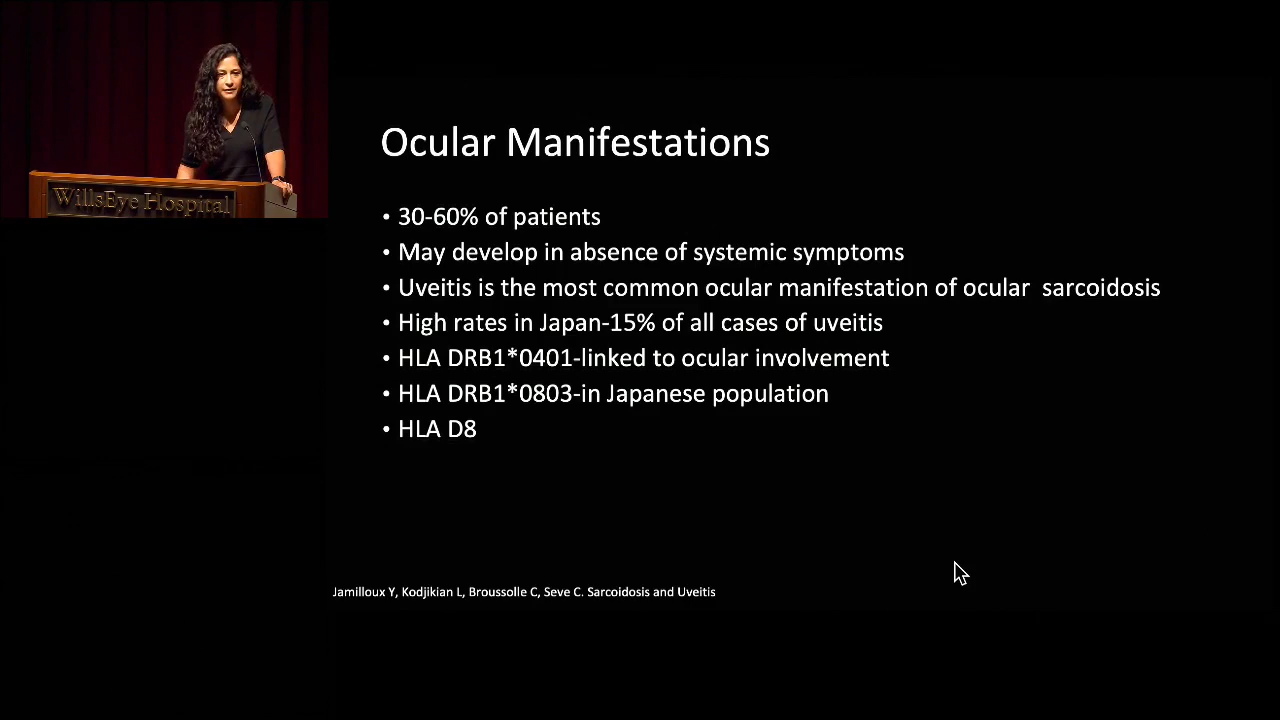 WillsEye Hospital
Ocular Manifestations
• 30-60% of patients
• May develop in absence of systemic symptoms
• Uveitis is the most common ocular manifestation of ocular sarcoidosis
• High rates in Japan-15% of all cases of uveitis
• HLA DRB1*0401-linked to ocular involvement
• HLA DRB1*0803-in Japanese population
• HLA D8
Jamilloux Y, Kodjikian L, Broussolle C, Seve C. Sarcoidosis and Uveitis